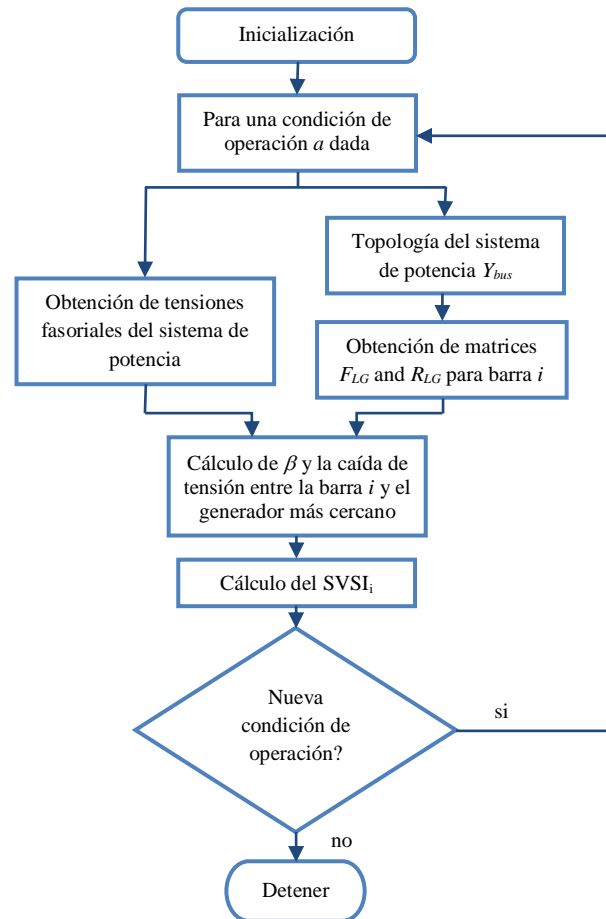 Inicialización
Para una condición de
operación a dada
Topología del sistema
de potencia Ybus
Obtención de tensiones
fasoriales del sistema de
potencia
Obtención de matrices
FLG and RLG para barra i
Cálculo de β y la caída de
tensión entre la barra i y el
generador más cercano
Cálculo del SVSIi
Nueva
condición de
operación?
si
no
Detener